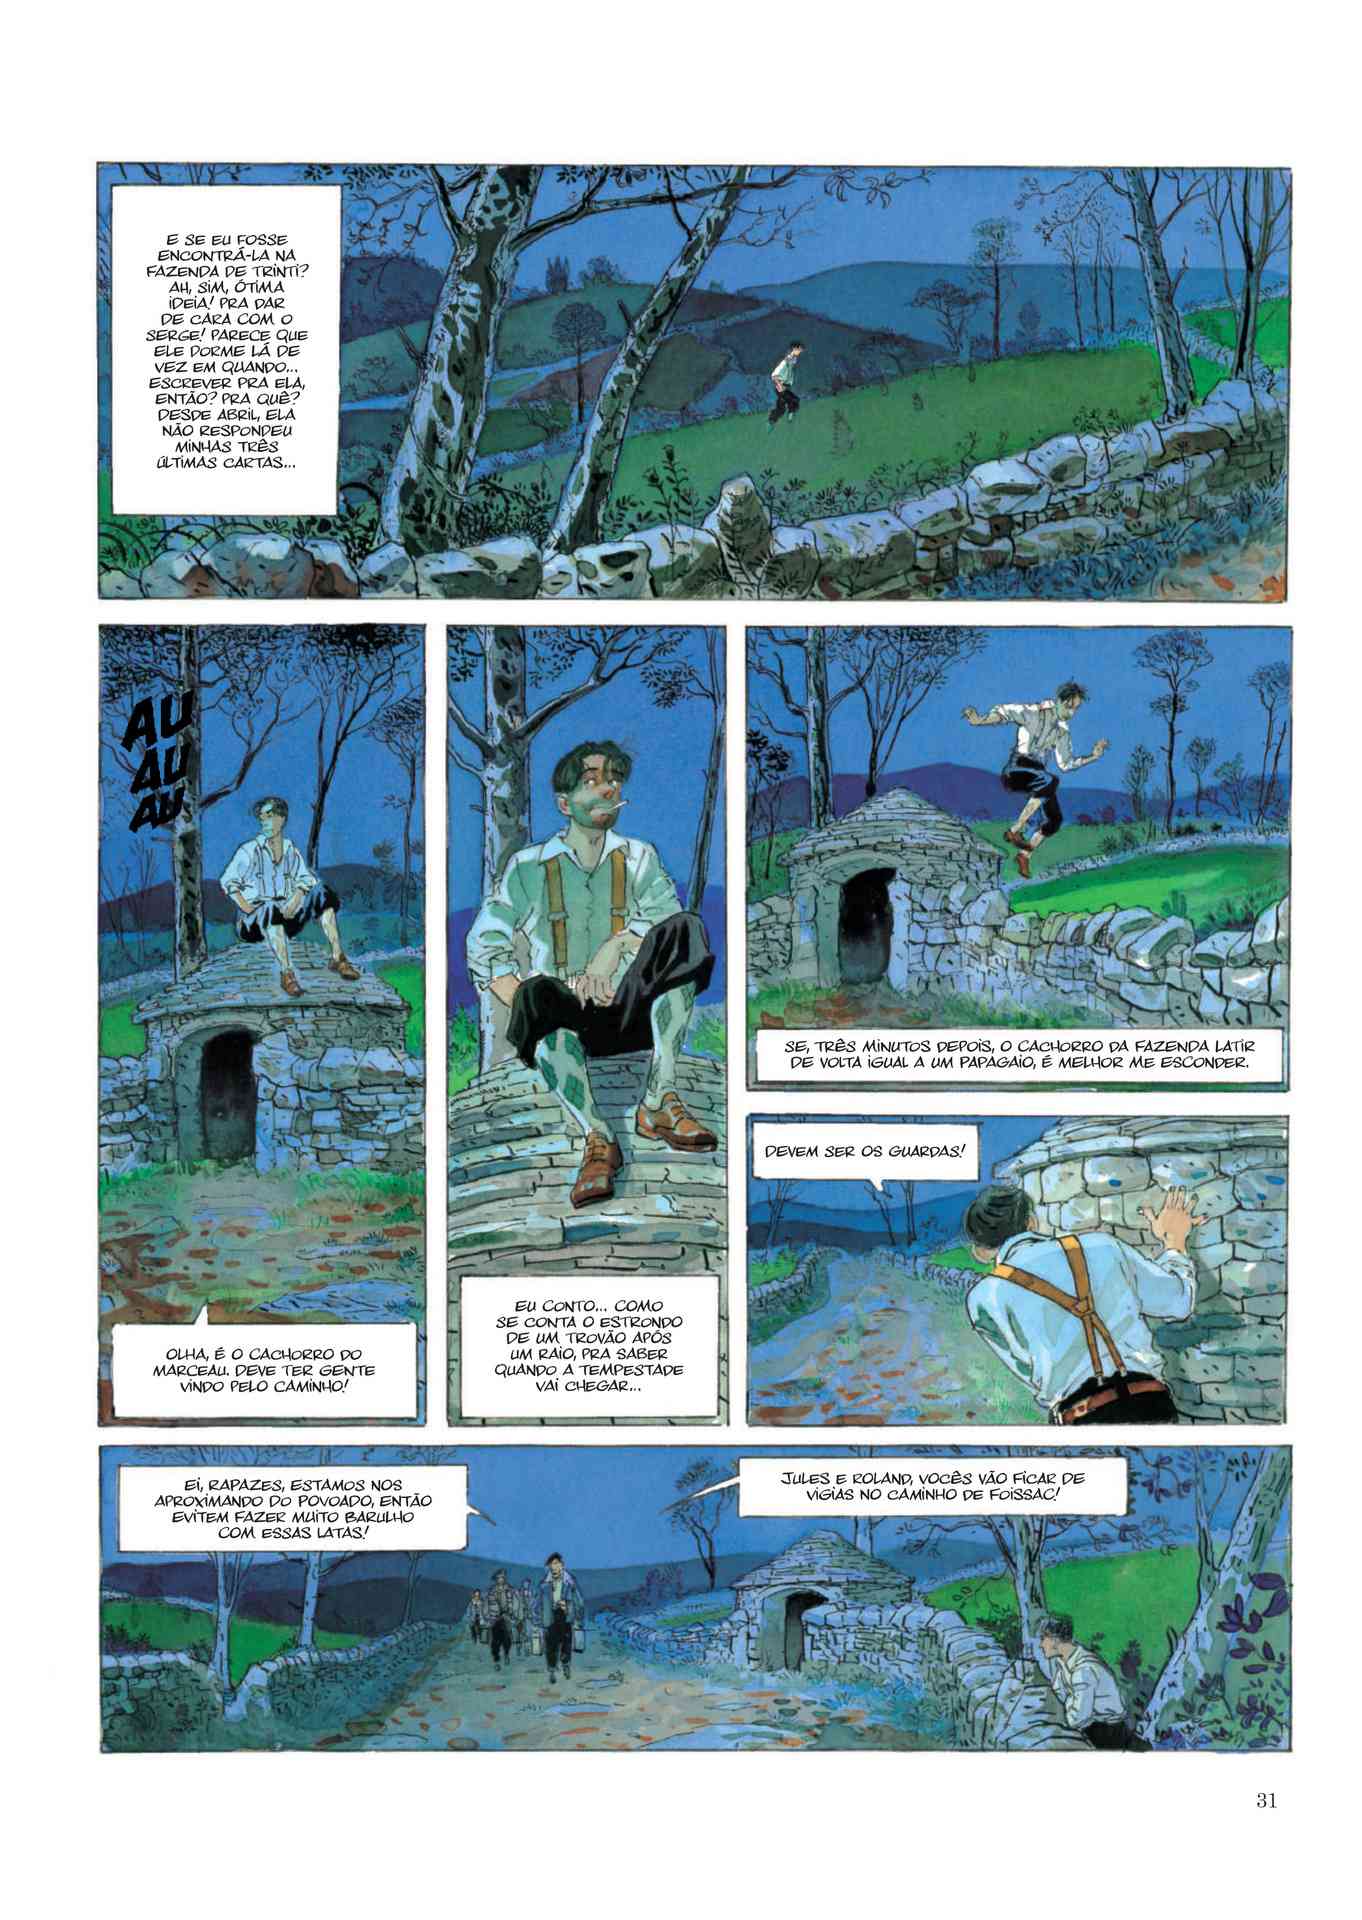 E SE EU FOSSE
ENCONTRÁ-LA NA
FAZENDA DE TRINTI?
AH, SIM, ÓTIMA
IDEIA! PRA DAR
DE CARA COM O
SERGE! PARECE QUE
ELE DORME LÁ DE
VEZ EM QUANDO...
ESCREVER PRA ELA,
ENTÃO? PRA QUÊ?
DESDE ABRIL, ELA
NÃO RESPONDEU
MINHAS TRÊS
ÚLTIMAS CARTAS...
AU
AU
AU
OLHA, É O CACHORRO DO
MARCEAU. DEVE TER GENTE
VINDO PELO CAMINHO!
EU CONTO... COMO
SE CONTA O ESTRONDO
DE UM TROVÃO APÓS
UM RAIO, PRA SABER
QUANDO A TEMPESTADE
VAI CHEGAR...
SE, TRÊS MINUTOS DEPOIS, O CACHORRO DA FAZENDA LATIR
DE VOLTA IGUAL A UM PAPAGAIO, É MELHOR ME ESCONDER.
DEVEM SER OS GUARDAS!
EI, RAPAZES, ESTAMOS NOS
APROXIMANDO DO POVOADO, ENTÃO
EVITEM FAZER MUITO BARULHO
COM ESSAS LATAS!
JULES E ROLAND, VOCÊS VÃO FICAR DE
VIGIAS NO CAMINHO DE FOISSAC!
31